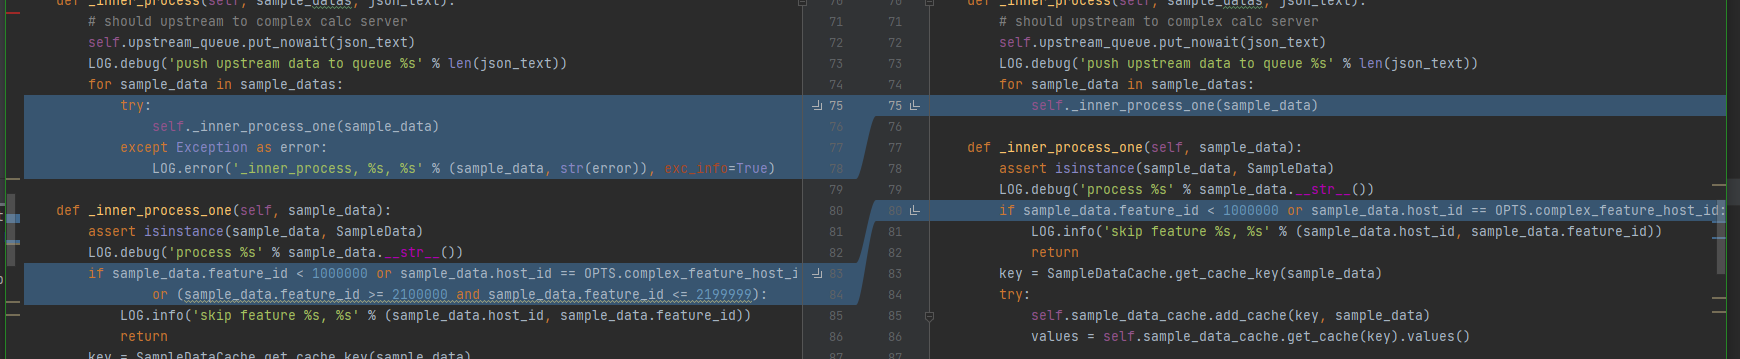 def _inner_process(self, sample_datas, json_text):
# should upstream to complex calc server
self.upstream_queue.put_nowait(json_text)
LOG.debug('push upstream data to queue %s' % len(json_text))
for sample_data in sample_datas:
try:
self._inner_process_one(sample_data)
except Exception as error:
LOG.error('_inner_process, %s, %s' % (sample_data, str(error)), exc_info=True)
def _inner_process_one(self, sample_data):
assert isinstance(sample_data, SampleData)
LOG.debug('process %s' % sample_data.__str__())
if sample_data.feature_id < 1000000 or sample_data.host_id == OPTS.complex_feature_host_i
or (sample_data.feature_id >= 2100000 and sample_data.feature_id <= 2199999):
LOG.info('skip feature %s, %s' % (sample_data.host_id, sample_data.feature_id))
return
key = SampleDataCache.get_cache_key(sample_data)
70 70
71 71
72 72
73 73
74 74
75 75
76 76
77 77
78 78
79 79
80 80
81 81
82 82
83 83
84 84
85 85
86 86
87 87
def _inner_process(self, sample_datas, json_text):
# should upstream to complex calc server
self.upstream_queue.put_nowait(json_text)
LOG.debug('push upstream data to queue %s' % len(json_text))
for sample_data in sample_datas:
self._inner_process_one(sample_data)
def _inner_process_one(self, sample_data):
assert isinstance(sample_data, SampleData)
LOG.debug('process %s' % sample_data.__str__())
if sample_data.feature_id < 1000000 or sample_data.host_id == OPTS.complex_feature_host_id:
LOG.info('skip feature %s, %s' % (sample_data.host_id, sample_data.feature_id))
return
key = SampleDataCache.get_cache_key(sample_data)
try:
self.sample_data_cache.add_cache(key, sample_data)
values = self.sample_data_cache.get_cache(key).values()